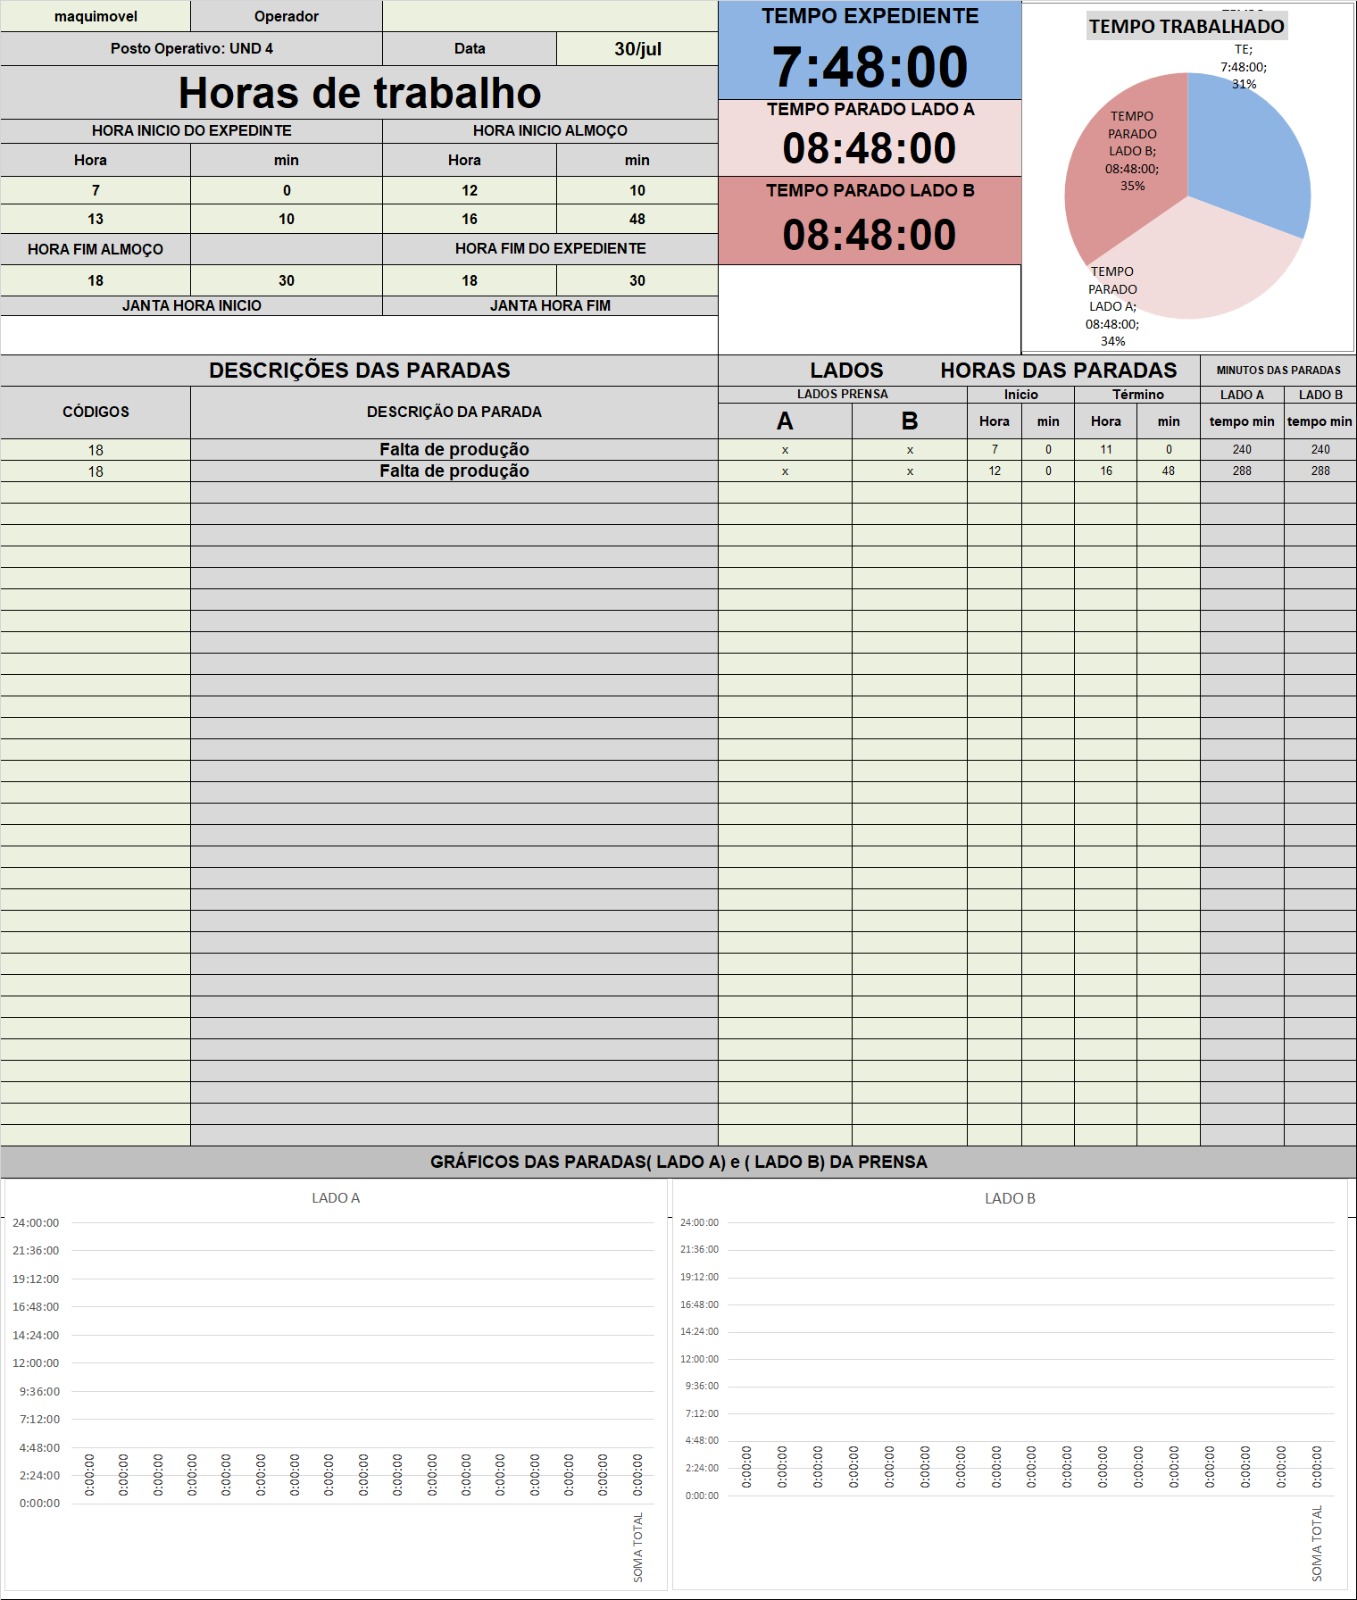 maquimovel Operador
Posto Operativo: UND 4 Data 30/jul
Horas de trabalho
HORA INICIO DO EXPEDINTE HORA INICIO ALMOÇO
Hora min Hora min
7 0 12 10
13 10 16 48
HORA FIM ALMOÇO HORA FIM DO EXPEDIENTE
18 30 18 30
JANTA HORA INICIO JANTA HORA FIM
TEMPO EXPEDIENTE
7:48:00
TEMPO PARADO LADO A
08:48:00
TEMPO PARADO LADO B
08:48:00
TEMPO TRABALHADO
TE;
7:48:00;
31%
TEMPO
PARADO
LADO B;
08:48:00;
35%
TEMPO
PARADO
LADO A;
08:48:00;
34%
DESCRIÇÕES DAS PARADAS LADOS HORAS DAS PARADAS MINUTOS DAS PARADAS
LADOS PRENSA Início Término LADO A LADO B
CÓDIGOS DESCRIÇÃO DA PARADA A B Hora min Hora min tempo min tempo min
18 Falta de produção x x 7 0 11 0 240 240
18 Falta de produção x x 12 0 16 48 288 288
GRÁFICOS DAS PARADAS( LADO A) e ( LADO B) DA PRENSA
LADO A
24:00:00
21:36:00
19:12:00
16:48:00
14:24:00
12:00:00
9:36:00
7:12:00
4:48:00
2:24:00
0:00:00
0:00:00 0:00:00 0:00:00 0:00:00 0:00:00 0:00:00 0:00:00 0:00:00 0:00:00 0:00:00 0:00:00 0:00:00 0:00:00 0:00:00 0:00:00 0:00:00 0:00:00
SOMA TOTAL
LADO B
24:00:00
21:36:00
19:12:00
16:48:00
14:24:00
12:00:00
9:36:00
7:12:00
4:48:00
2:24:00
0:00:00
0:00:00 0:00:00 0:00:00 0:00:00 0:00:00 0:00:00 0:00:00 0:00:00 0:00:00 0:00:00 0:00:00 0:00:00 0:00:00 0:00:00 0:00:00 0:00:00 0:00:00
SOMA TOTAL